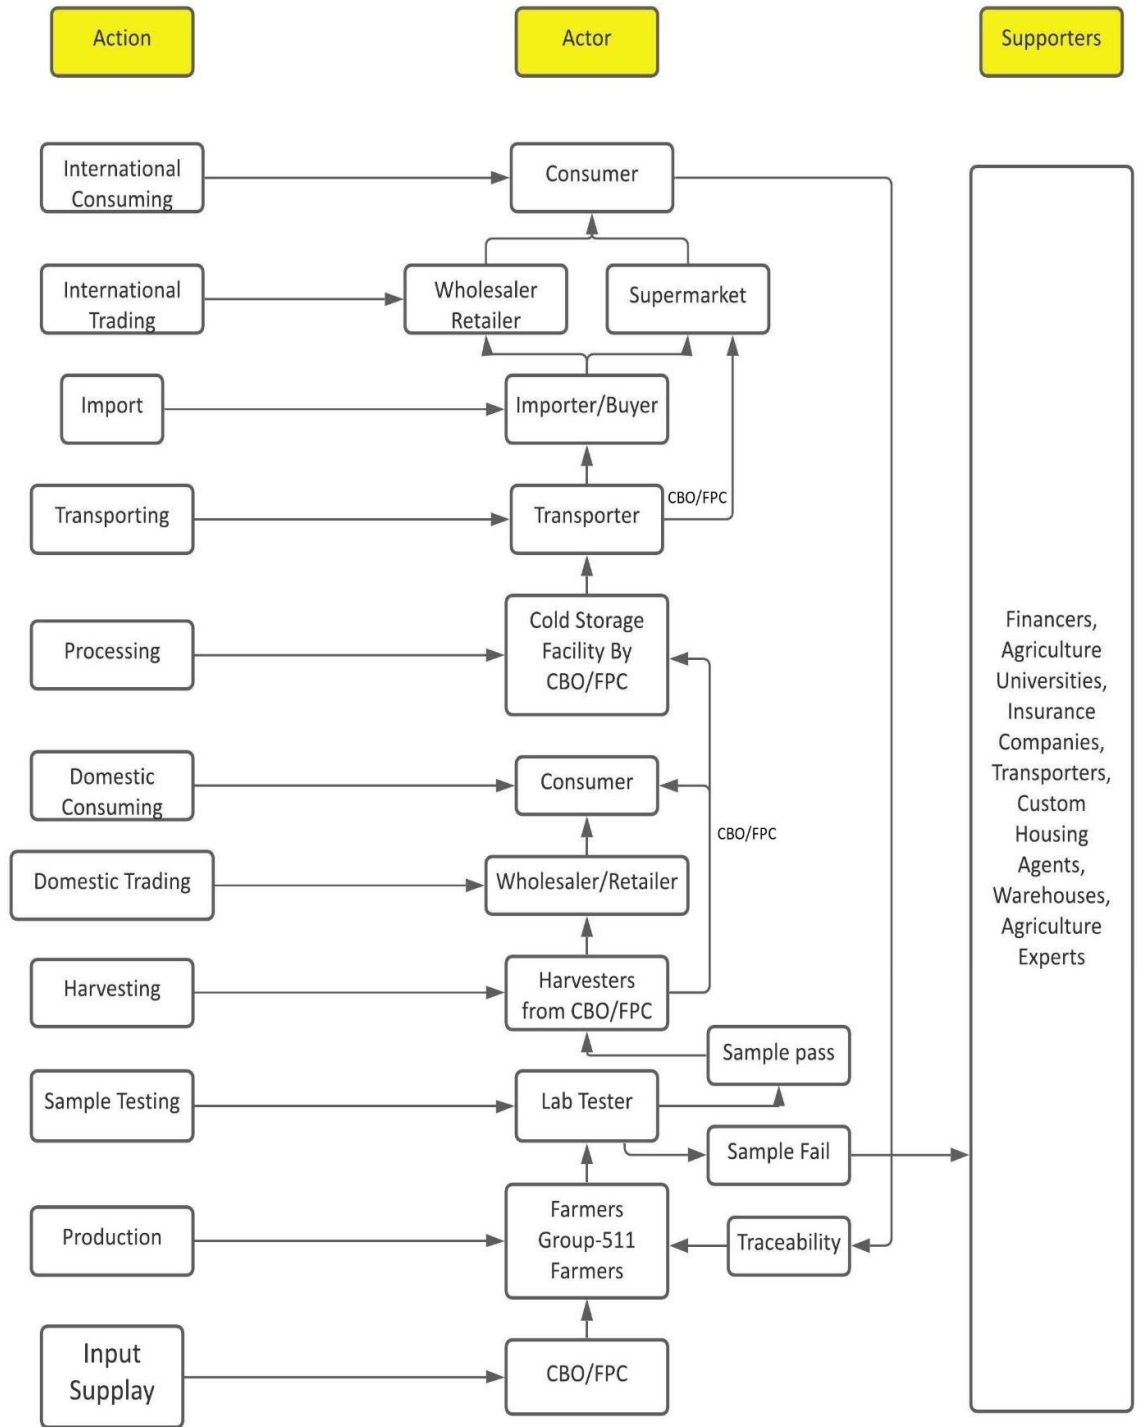 Action
Actor
Supporters
International
Consuming
Consumer
International
Trading
Wholesaler
Retailer
Supermarket
Import
Importer/Buyer
Transporting
Transporter
CBO/FPC
Processing
Cold Storage
Facility By
CBO/FPC
Domestic
Consuming
Consumer
CBO/FPC
Domestic Trading
Wholesaler/Retailer
Harvesting
Harvesters
from CBO/FPC
Sample pass
Sample Testing
Lab Tester
Sample Fail
Production
Farmers
Group-511
Farmers
Traceability
Input
Supplay
CBO/FPC
Financers,
Agriculture
Universities,
Insurance
Companies,
Transporters,
Custom
Housing
Agents,
Warehouses,
Agriculture
Experts